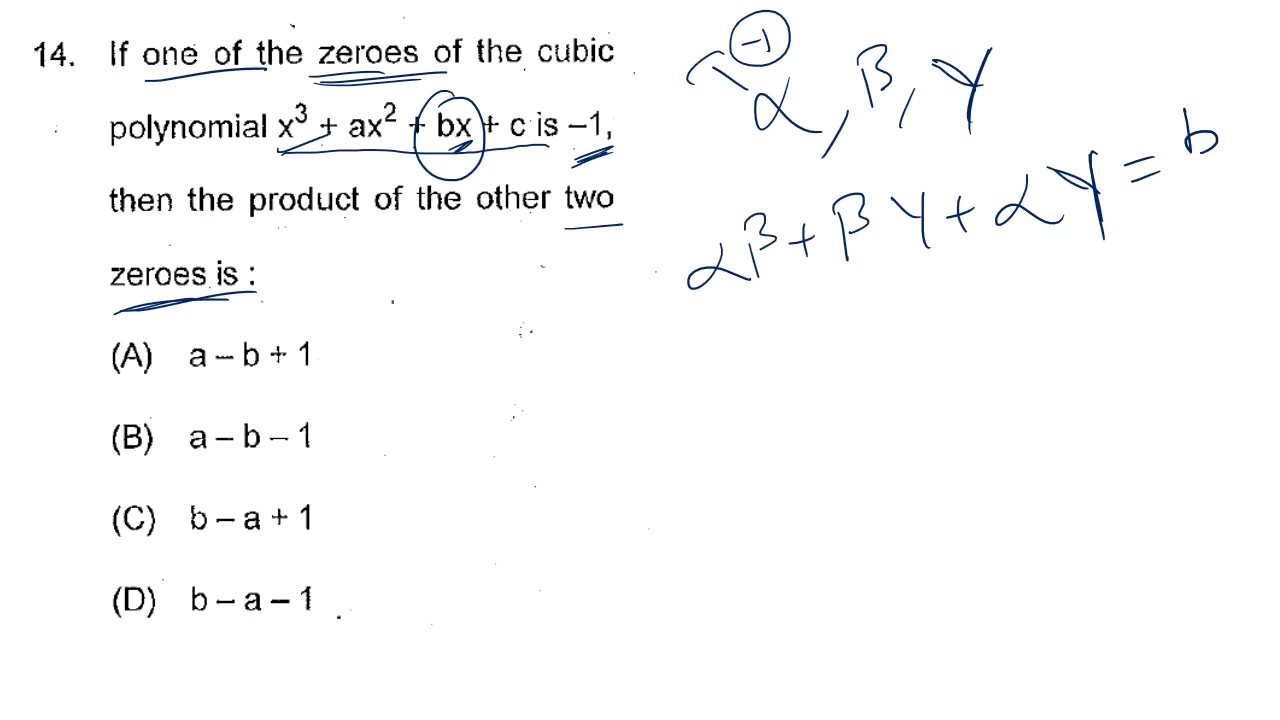 14. If one of the zeroes of the cubic
polynomial x³ + ax² + bx + c is –1,
then the product of the other two
zeroes is :
(A) a – b + 1
(B) a – b – 1
(C) b – a + 1
(D) b – a – 1
-1
α, β, γ
αβ + βγ + αγ = b